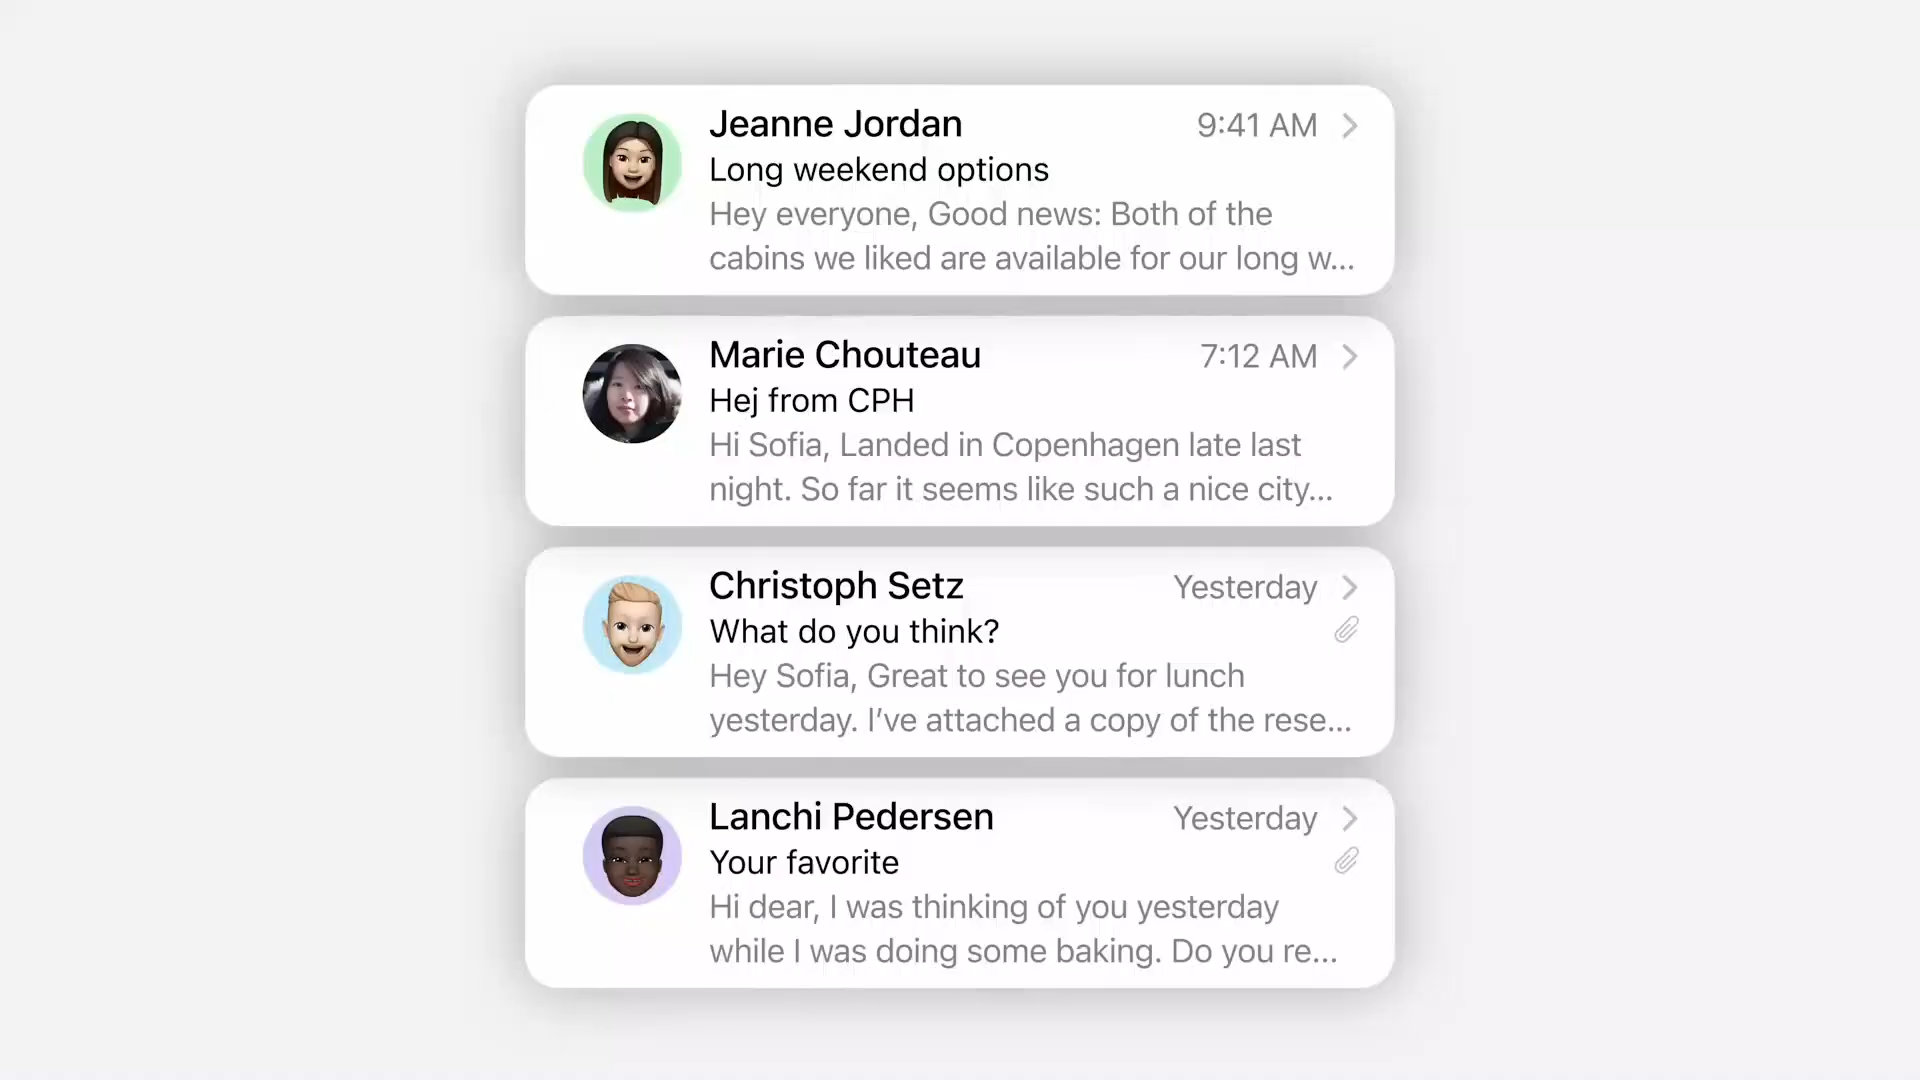 Jeanne Jordan
9:41 AM
Long weekend options
Hey everyone, Good news: Both of the
cabins we liked are available for our long w...
Marie Chouteau
7:12 AM
Hej from CPH
Hi Sofia, Landed in Copenhagen late last
night. So far it seems like such a nice city...
Christoph Setz
Yesterday
What do you think?
Hey Sofia, Great to see you for lunch
yesterday. I’ve attached a copy of the rese...
Lanchi Pedersen
Yesterday
Your favorite
Hi dear, I was thinking of you yesterday
while I was doing some baking. Do you re...